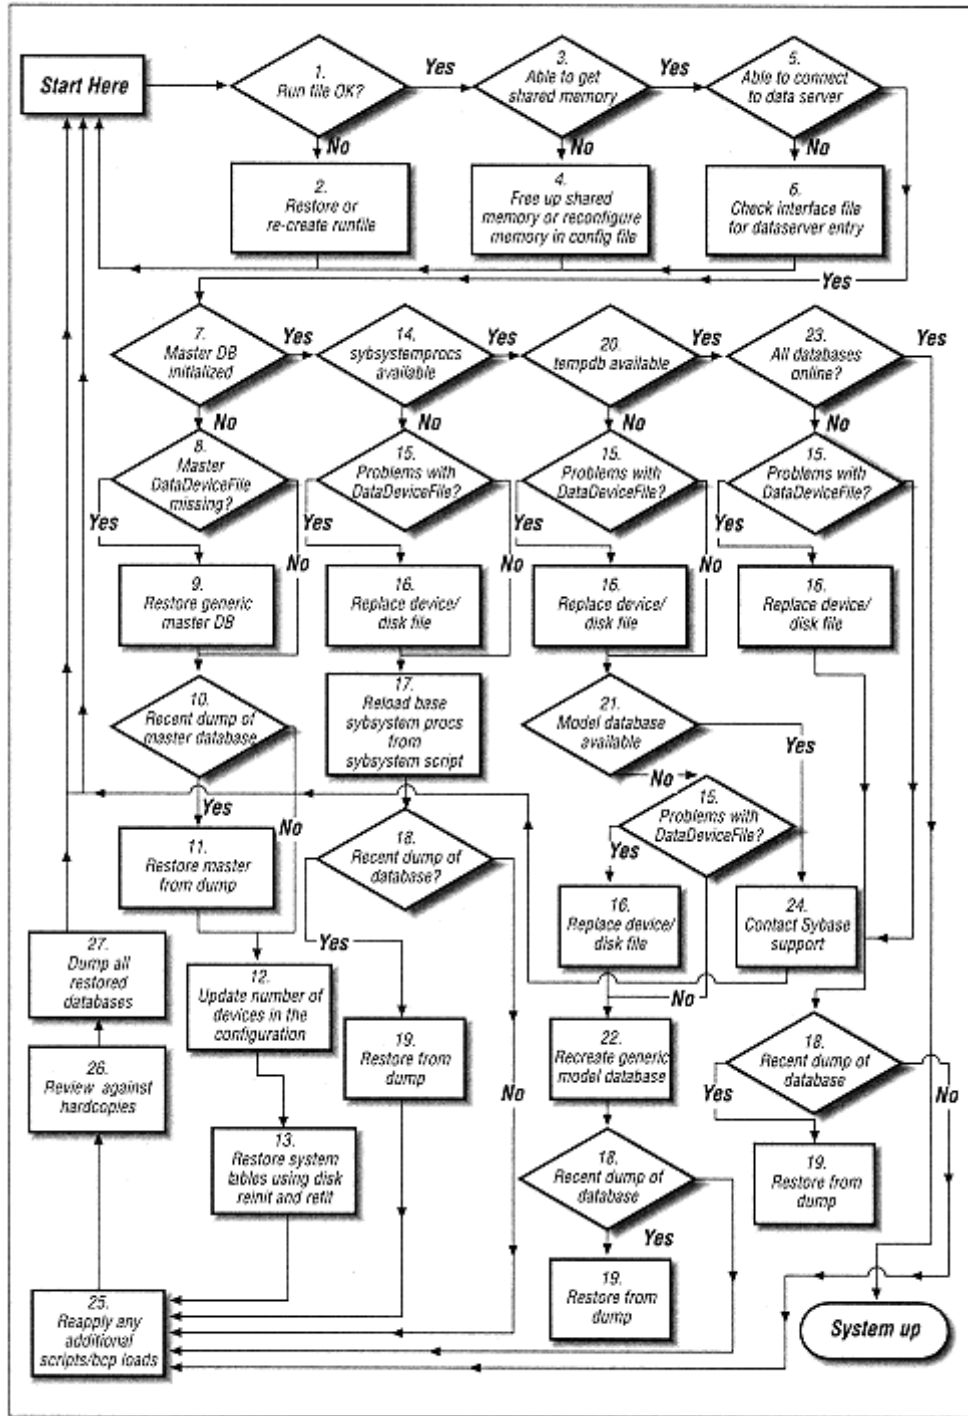 Start Here
1.
Run file OK?
Yes
3.
Able to get
shared memory
Yes
5.
Able to connect
to data server
No
No
No
2.
Restore or
re-create runfile
4.
Free up shared
memory or reconfigure
memory in config file
6.
Check interface file
for dataserver entry
Yes
7.
Master DB
initialized
Yes
14.
sybsystemprocs
available
Yes
20.
tempdb available
Yes
23.
All databases
online?
Yes
No
No
No
No
8.
Master
DataDeviceFile
missing?
15.
Problems with
DataDeviceFile?
15.
Problems with
DataDeviceFile?
15.
Problems with
DataDeviceFile?
Yes
Yes
Yes
Yes
No
No
No
9.
Restore generic
master DB
16.
Replace device/
disk file
16.
Replace device/
disk file
16.
Replace device/
disk file
10.
Recent dump of
master database
17.
Reload base
subsystem procs
from
sybsystem script
21.
Model database
available
Yes
No
15.
Problems with
DataDeviceFile?
Yes
No
Yes
11.
Restore master
from dump
18.
Recent dump of
database?
16.
Replace device/
disk file
24.
Contact Sybase
support
27.
Dump all
restored
databases
Yes
12.
Update number of
devices in the
configuration
No
19.
Restore from
dump
22.
Recreate generic
model database
18.
Recent dump of
database
26.
Review against
hardcopies
No
Yes
No
13.
Restore system
tables using disk
reinit and refit
18.
Recent dump of
database
19.
Restore from
dump
Yes
25.
Reapply any
additional
scripts/bcp loads
19.
Restore from
dump
System up